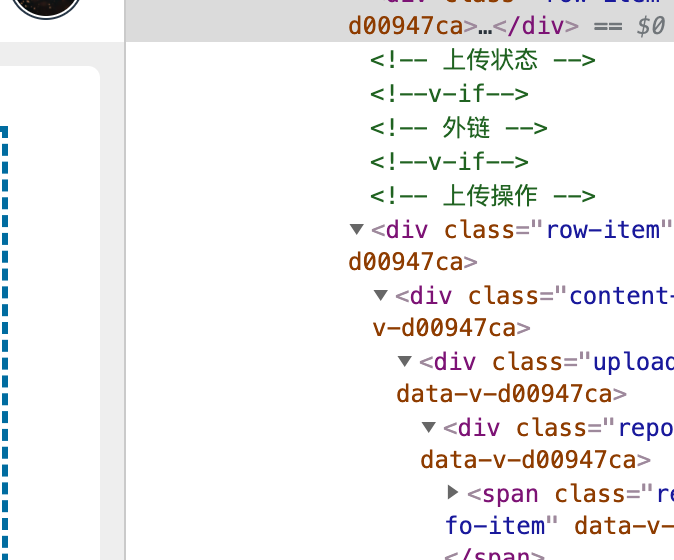 d00947ca>…</div> == $0
<!-- 上传状态 -->
<!--v-if-->
<!-- 外链 -->
<!--v-if-->
<!-- 上传操作 -->
<div class="row-item"
d00947ca>
<div class="content-
v-d00947ca>
<div class="upload
data-v-d00947ca>
<div class="repo
data-v-d00947ca>
<span class="re
fo-item" data-v-
</span>